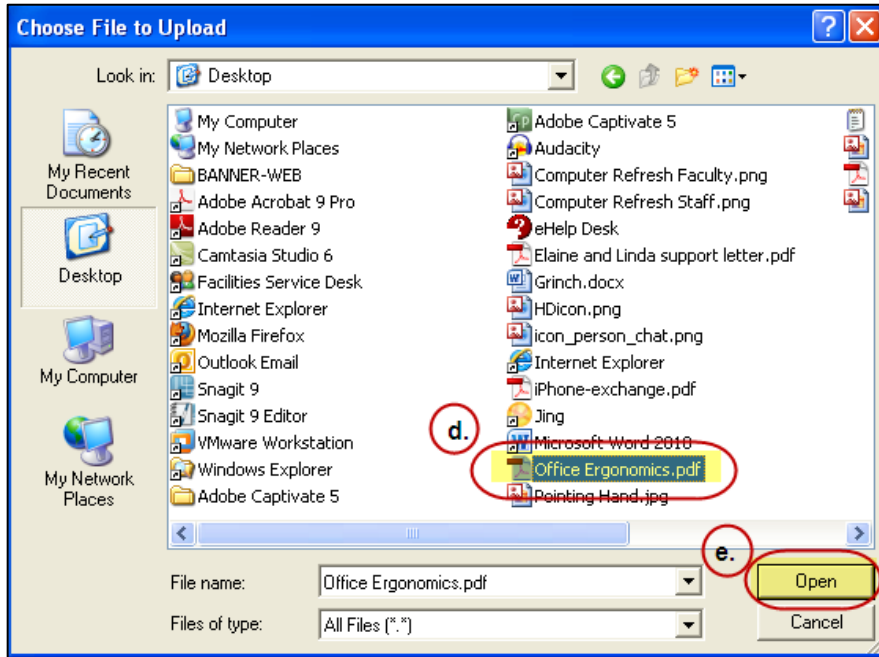 Choose File to Upload
Look in:
Desktop
My Recent
Documents
Desktop
My Computer
My Network
Places
My Computer
My Network Places
BANNER-WEB
Adobe Acrobat 9 Pro
Adobe Reader 9
Camtasia Studio 6
Facilities Service Desk
Internet Explorer
Mozilla Firefox
Outlook Email
Snagit 9
Snagit 9 Editor
VMware Workstation
Windows Explorer
Adobe Captivate 5
Adobe Captivate 5
Audacity
Computer Refresh Faculty.png
Computer Refresh Staff.png
eHelp Desk
Elaine and Linda support letter.pdf
Grinch.docx
HDicon.png
icon_person_chat.png
Internet Explorer
iPhone-exchange.pdf
Jing
d.
Microsoft Word 2010
Office Ergonomics.pdf
Pointing Hand.jpg
e.
File name:
Office Ergonomics.pdf
Open
Files of type:
All Files (*.*)
Cancel